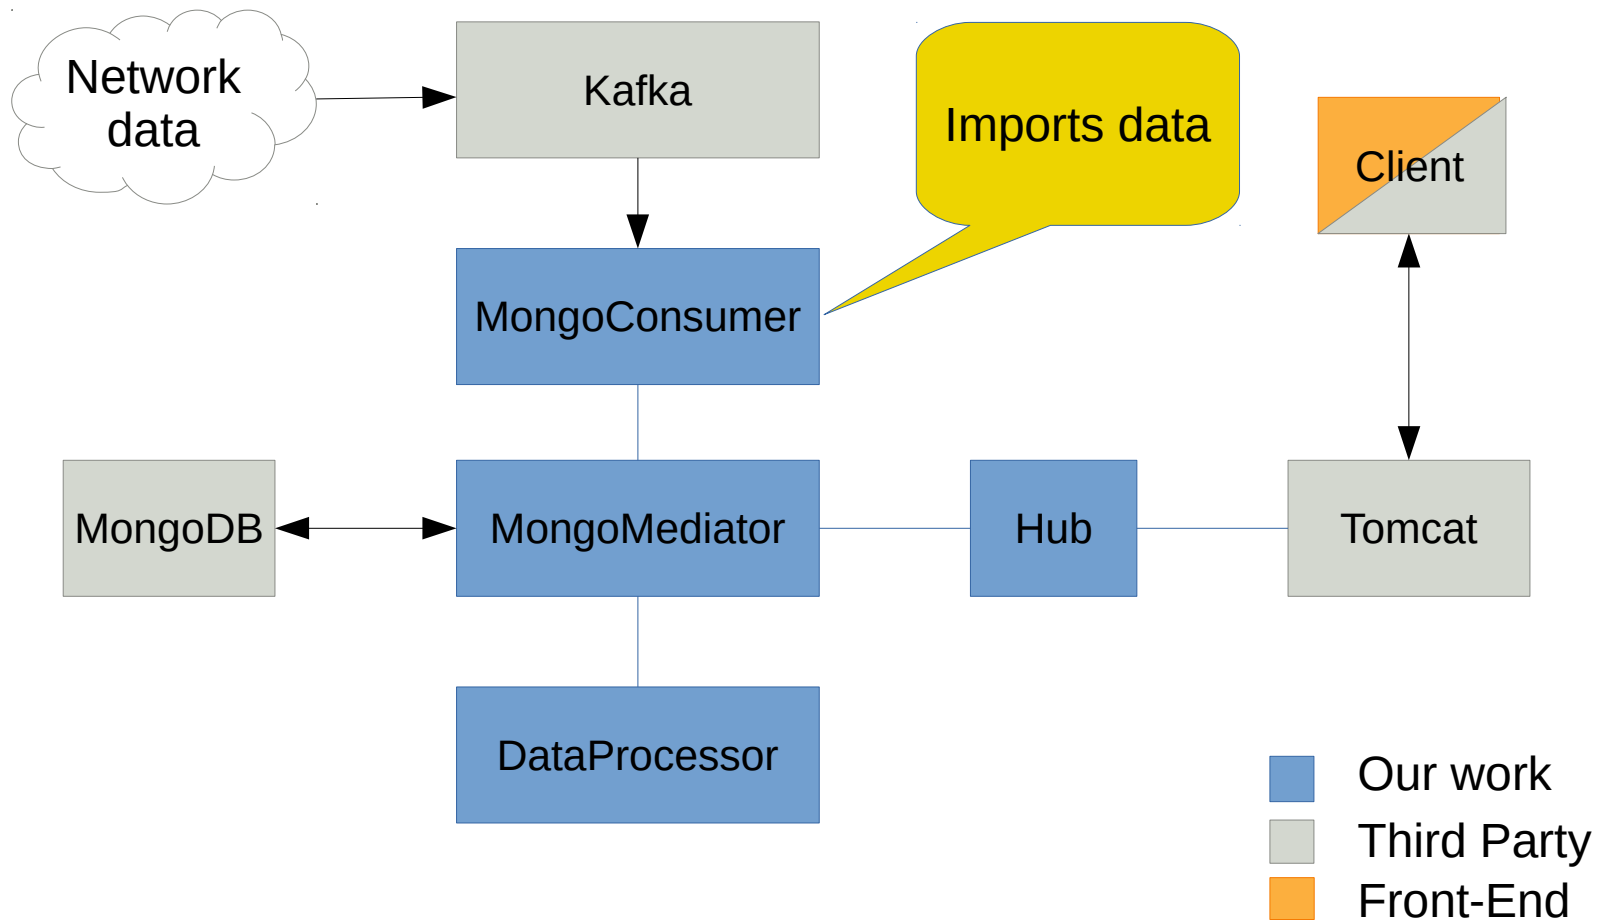 Network
data
Kafka
Imports data
Client
MongoConsumer
MongoDB
MongoMediator
Hub
Tomcat
DataProcessor
Our work
Third Party
Front-End